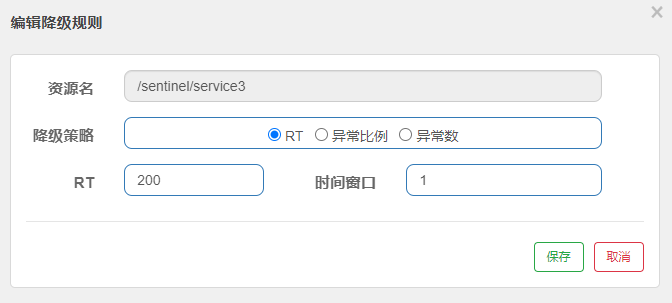 编辑降级规则 ×
资源名 /sentinel/service3
降级策略 RT 异常比例 异常数
RT 200 时间窗口 1
保存 取消